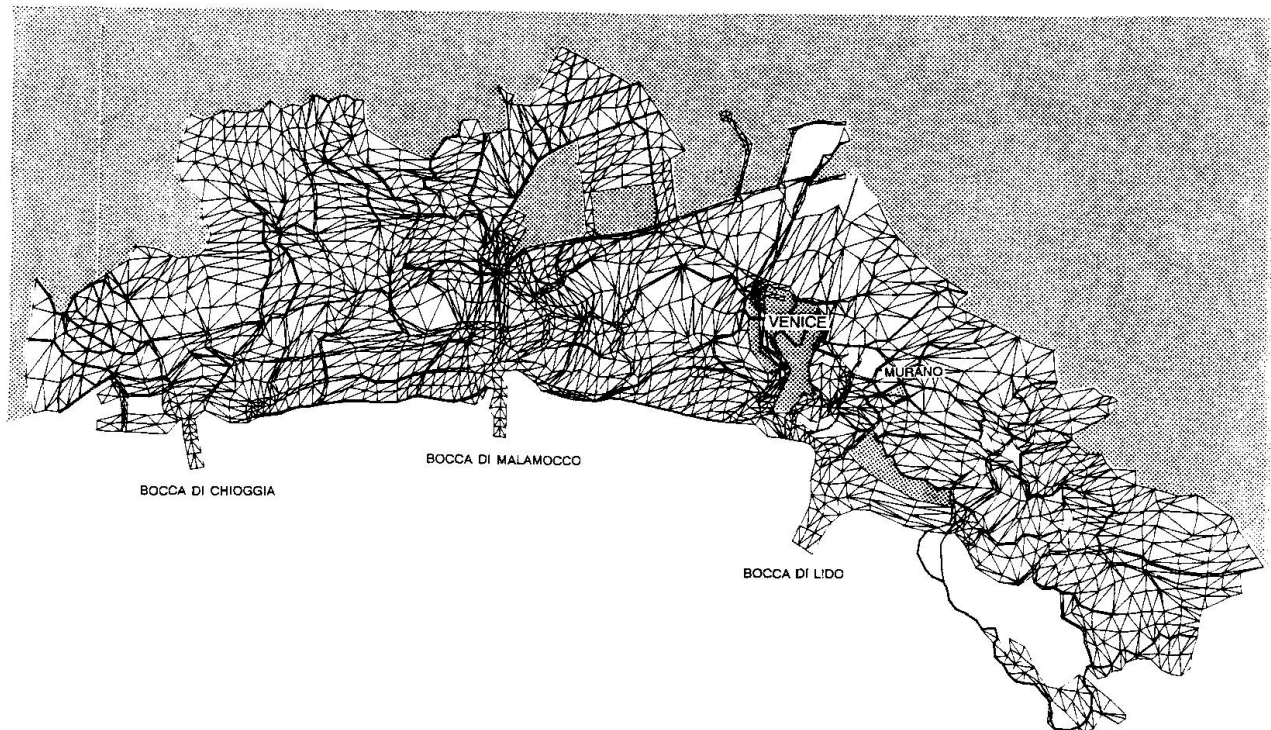 VENICE
MURANO
BOCCA DI MALAMOCCO
BOCCA DI CHIOGGIA
BOCCA DI LIDO